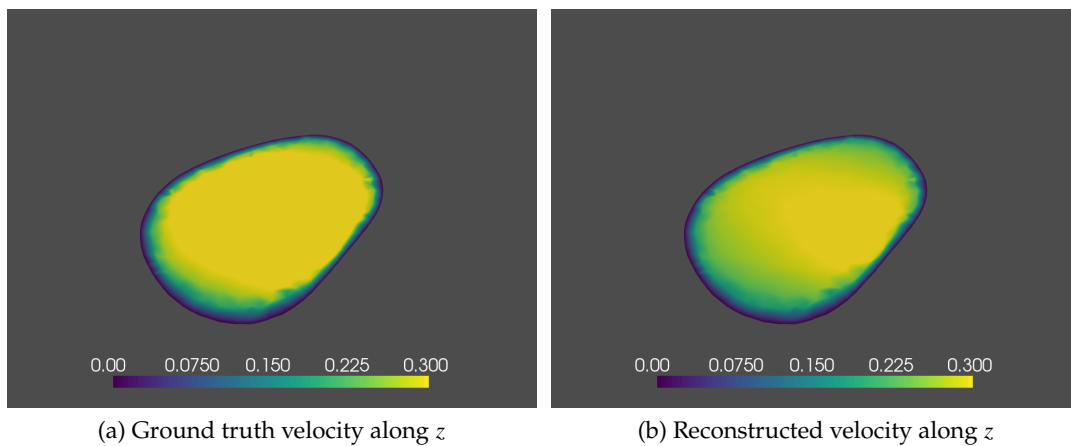 0.00 0.0750 0.150 0.225 0.300
0.00 0.0750 0.150 0.225 0.300
(a) Ground truth velocity along z
(b) Reconstructed velocity along z